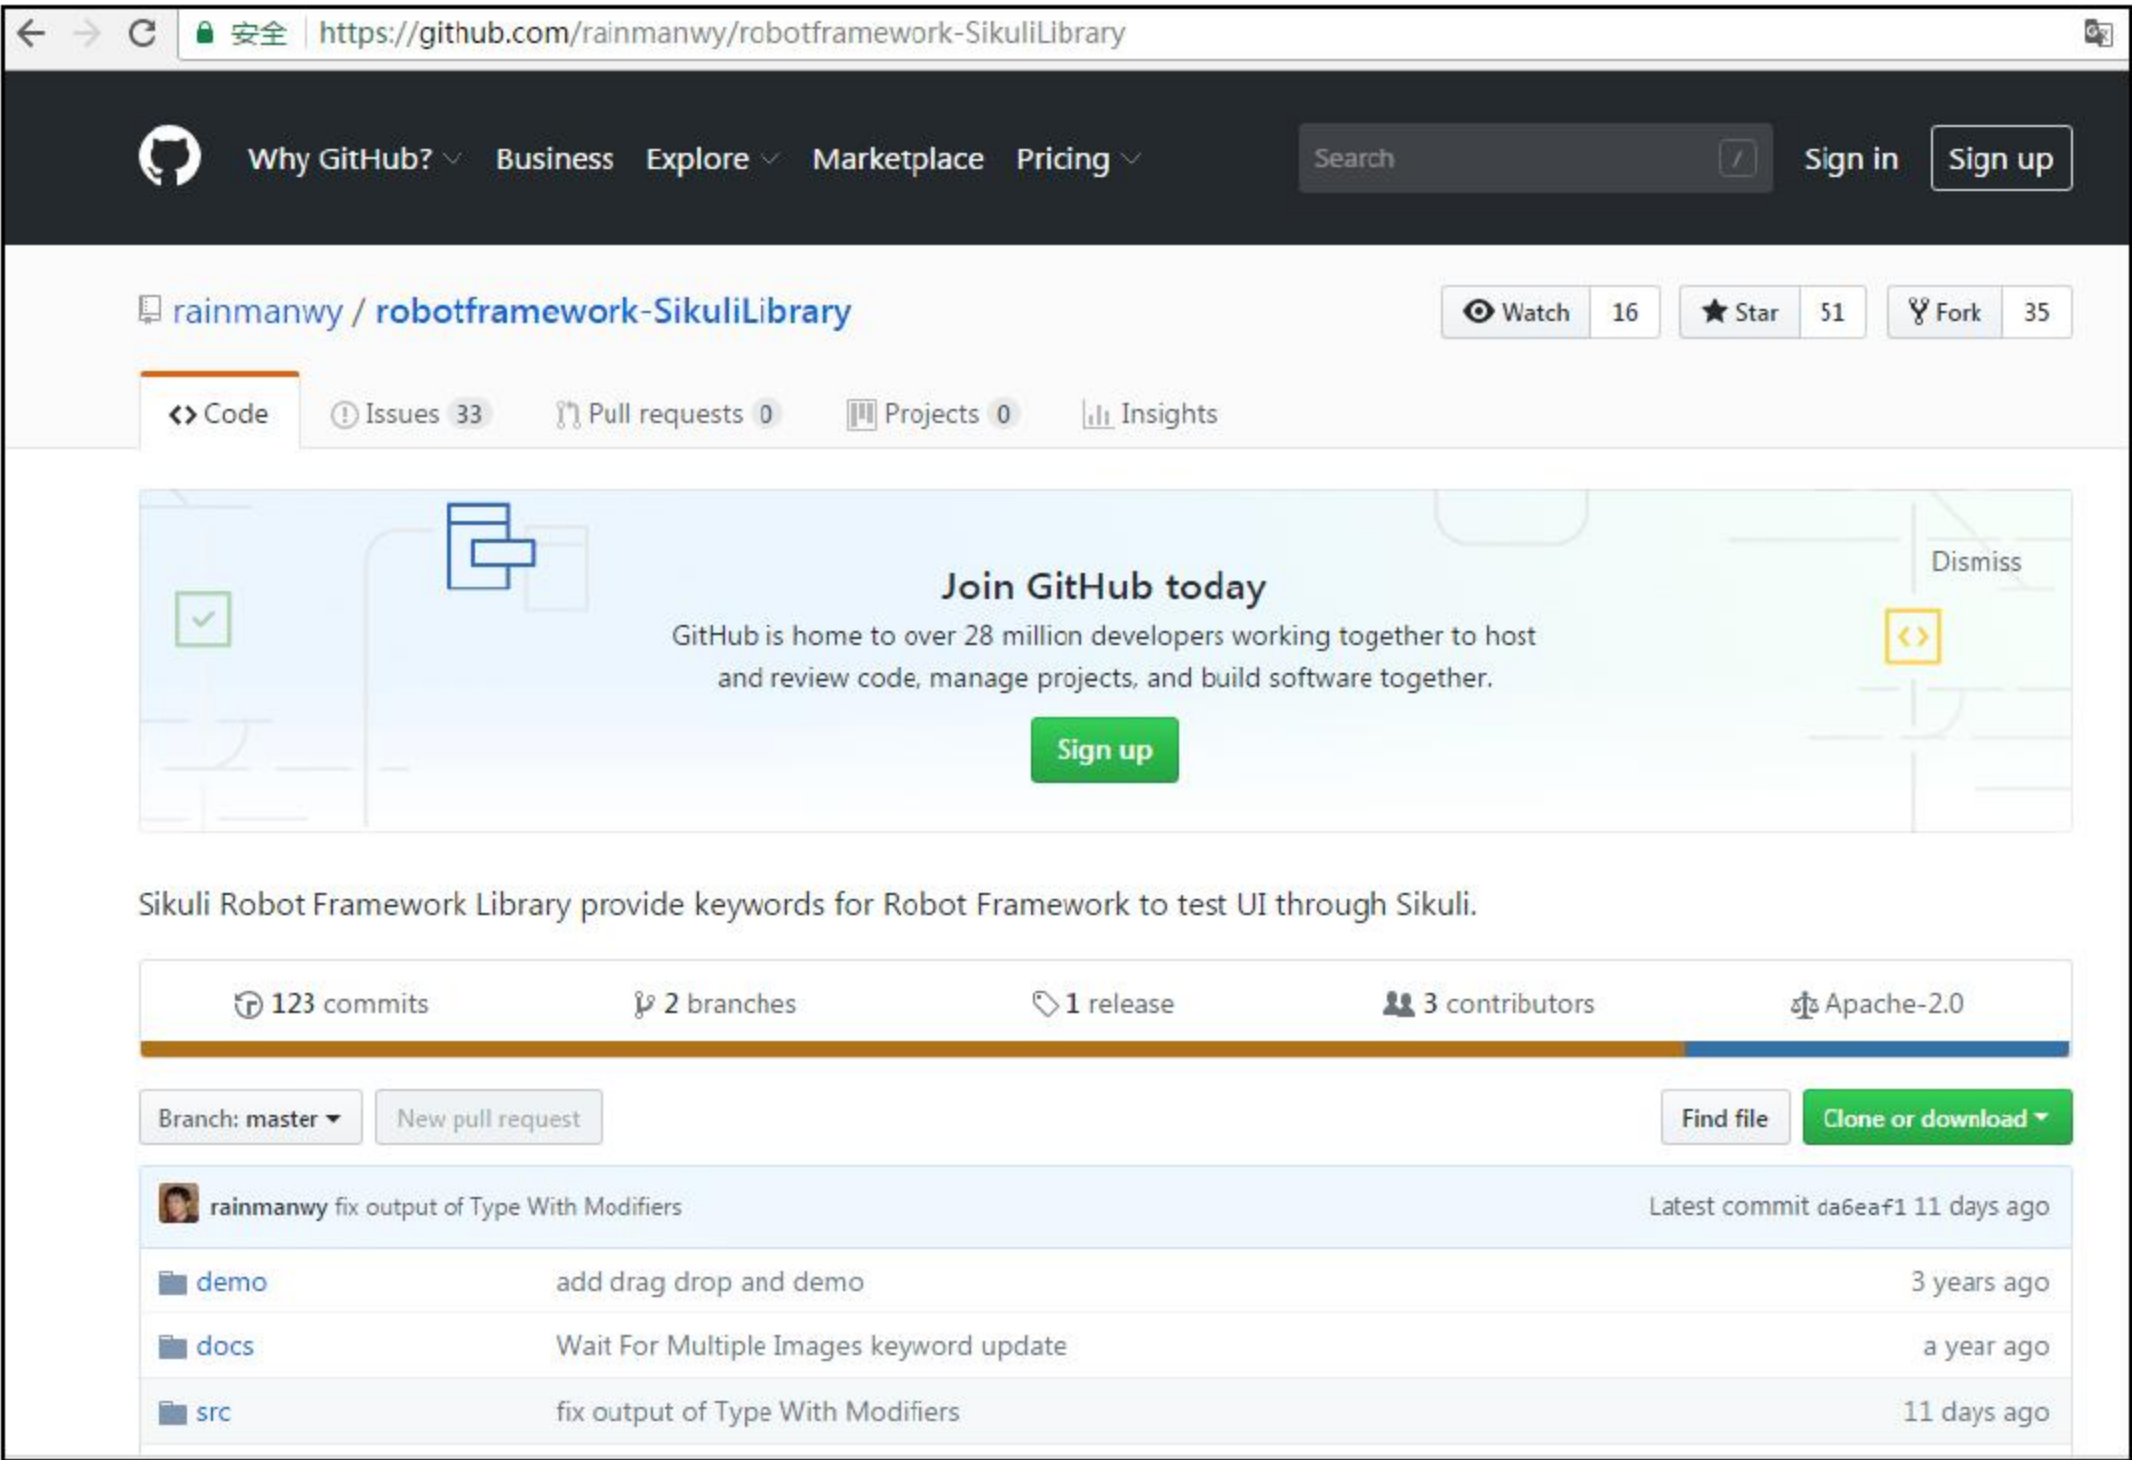 安全 https://github.com/rainmanwy/robotframework-SikuliLibrary
Why GitHub? Business Explore Marketplace Pricing Search / Sign in Sign up
rainmanwy / robotframework-SikuliLibrary Watch 16 Star 51 Fork 35
Code Issues 33 Pull requests 0 Projects 0 Insights
Dismiss
Join GitHub today
GitHub is home to over 28 million developers working together to host
and review code, manage projects, and build software together.
Sign up
Sikuli Robot Framework Library provide keywords for Robot Framework to test UI through Sikuli.
123 commits 2 branches 1 release 3 contributors Apache-2.0
Branch: master New pull request Find file Clone or download
rainmanwy fix output of Type With Modifiers Latest commit da6eaf1 11 days ago
demo add drag drop and demo 3 years ago
docs Wait For Multiple Images keyword update a year ago
src fix output of Type With Modifiers 11 days ago